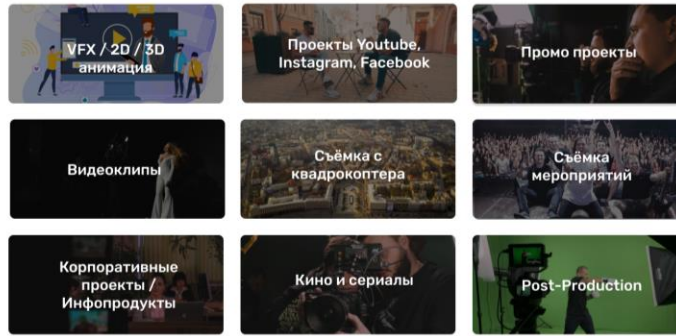 VFX / 2D / 3D
анимация
Проекты Youtube,
Instagram, Facebook
Промо проекты
Видеоклипы
Съёмка с
квадрокоптера
Съёмка
мероприятий
Корпоративные
проекты /
Инфопродукты
Кино и сериалы
Post-Production